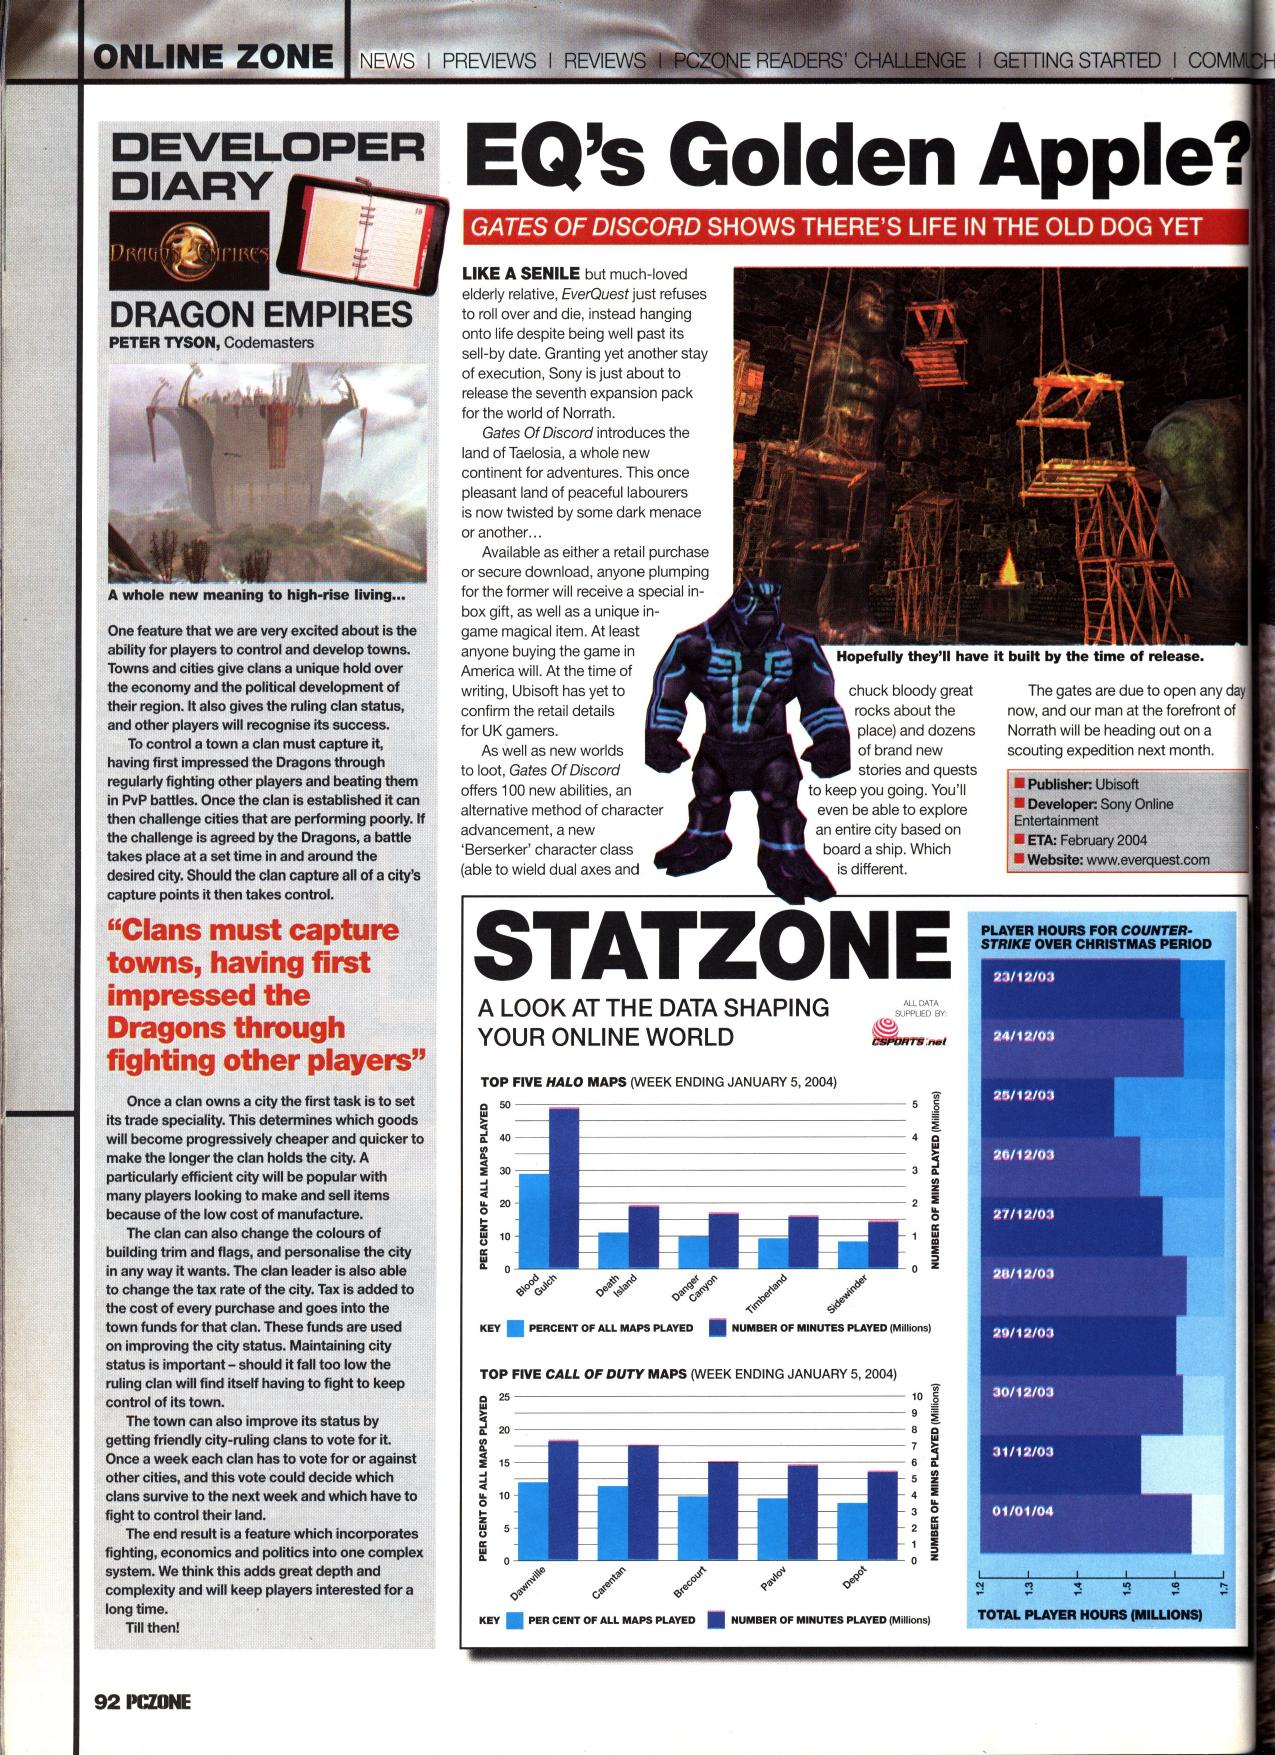 ONLINE ZONE
NEWS | PREVIEWS | REVIEWS | PCZONE READERS' CHALLENGE | GETTING STARTED |
DEVELOPER
DIARY
DRAGON EMPIRES
DRAGON EMPIRES
PETER TYSON, Codemasters
A whole new meaning to high-rise living...
One feature that we are very excited about is the
ability for players to control and develop towns.
Towns and cities give clans a unique hold over
the economy and the political development of
their region. It also gives the ruling clan status,
and other players will recognise its success.
To control a town a clan must capture it,
having first impressed the Dragons through
regularly fighting other players and beating them
in PvP battles. Once the clan is established it can
then challenge cities that are performing poorly. If
the challenge is agreed by the Dragons, a battle
takes place at a set time in and around the
desired city. Should the clan capture all of a city's
capture points it then takes control.
“Clans must capture
towns, having first
impressed the
Dragons through
fighting other players”
Once a clan owns a city the first task is to set
its trade speciality. This determines which goods
will become progressively cheaper and quicker to
make the longer the clan holds the city. A
particularly efficient city will be popular with
many players looking to make and sell items
because of the low cost of manufacture.
The clan can also change the colours of
building trim and flags, and personalise the city
in any way it wants. The clan leader is also able
to change the tax rate of the city. Tax is added to
the cost of every purchase and goes into the
town funds for that clan. These funds are used
on improving the city status. Maintaining city
status is important – should it fall too low the
ruling clan will find itself having to fight to keep
control of its town.
The town can also improve its status by
getting friendly city-ruling clans to vote for it.
Once a week each clan has to vote for or against
other cities, and this vote could decide which
clans survive to the next week and which have to
fight to control their land.
The end result is a feature which incorporates
fighting, economics and politics into one complex
system. We think this adds great depth and
complexity and will keep players interested for a
long time.
Till then!
EQ's Golden Apple?
GATES OF DISCORD SHOWS THERE'S LIFE IN THE OLD DOG YET
LIKE A SENILE but much-loved
elderly relative, EverQuest just refuses
to roll over and die, instead hanging
onto life despite being well past its
sell-by date. Granting yet another stay
of execution, Sony is just about to
release the seventh expansion pack
for the world of Norrath.
Gates Of Discord introduces the
land of Taelosia, a whole new
continent for adventures. This once
pleasant land of peaceful labourers
is now twisted by some dark menace
or another…
Available as either a retail purchase
or secure download, anyone plumping
for the former will receive a special in-
box gift, as well as a unique in-
game magical item. At least
anyone buying the game in
America will. At the time of
writing, Ubisoft has yet to
confirm the retail details
for UK gamers.
As well as new worlds
to loot, Gates Of Discord
offers 100 new abilities, an
alternative method of character
advancement, a new
‘Berserker’ character class
(able to wield dual axes and
Hopefully they'll have it built by the time of release.
chuck bloody great
rocks about the
place) and dozens
of brand new
stories and quests
to keep you going. You'll
even be able to explore
an entire city based on
board a ship. Which
is different.
The gates are due to open any day
now, and our man at the forefront of
Norrath will be heading out on a
scouting expedition next month.
Publisher: Ubisoft
Developer: Sony Online
Entertainment
ETA: February 2004
Website: www.everquest.com
STATZONE
A LOOK AT THE DATA SHAPING
YOUR ONLINE WORLD
ALL DATA
SUPPLIED BY:
CSPORTS.net
TOP FIVE HALO MAPS (WEEK ENDING JANUARY 5, 2004)
PER CENT OF ALL MAPS PLAYED
50
40
30
20
10
0
5
4
3
2
1
0
NUMBER OF MINS PLAYED (Millions)
Blood
Gulch
Death
Island
Danger
Canyon
Timberland
Sidewinder
KEY PERCENT OF ALL MAPS PLAYED NUMBER OF MINUTES PLAYED (Millions)
TOP FIVE CALL OF DUTY MAPS (WEEK ENDING JANUARY 5, 2004)
PER CENT OF ALL MAPS PLAYED
25
20
15
10
5
0
10
9
8
7
6
5
4
3
2
1
0
NUMBER OF MINS PLAYED (Millions)
Dawnville
Carentan
Brecourt
Pavlov
Depot
KEY PER CENT OF ALL MAPS PLAYED NUMBER OF MINUTES PLAYED (Millions)
PLAYER HOURS FOR COUNTER-
STRIKE OVER CHRISTMAS PERIOD
23/12/03
24/12/03
25/12/03
26/12/03
27/12/03
28/12/03
29/12/03
30/12/03
31/12/03
01/01/04
1.2
1.3
1.4
1.5
1.6
1.7
TOTAL PLAYER HOURS (MILLIONS)
92 PCZONE